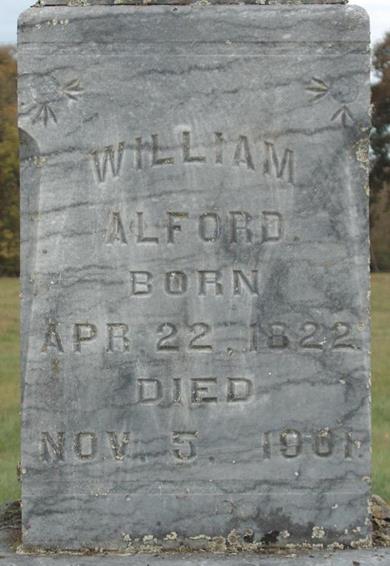 WILLIAM
ALFORD.
BORN
APR 22, 1822
DIED
NOV. 5. 1901.